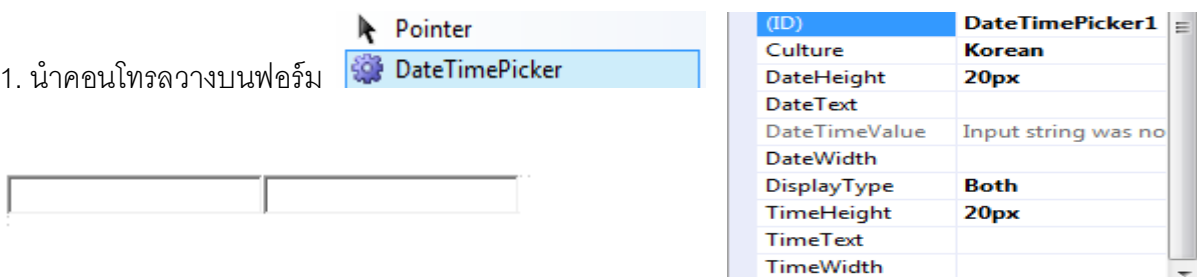 1. นำคอนโทรลวางบนฟอร์ม
Pointer
DateTimePicker
(ID) DateTimePicker1
Culture Korean
DateHeight 20px
DateText
DateTimeValue Input string was no
DateWidth
DisplayType Both
TimeHeight 20px
TimeText
TimeWidth